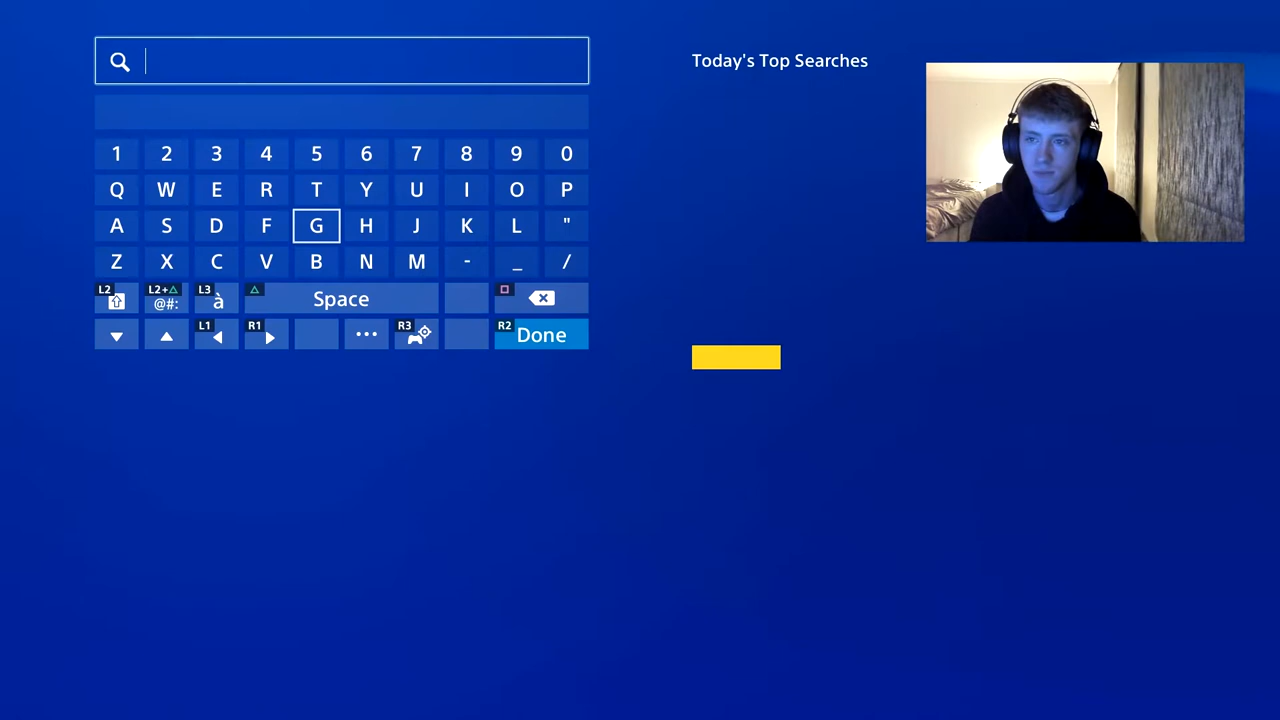 Today's Top Searches
1 2 3 4 5 6 7 8 9 0
Q W E R T Y U I O P
A S D F G H J K L "
Z X C V B N M - _ /
L2 L2+△ @#: L3 à △ Space
L1 R1 ... R3 R2 Done